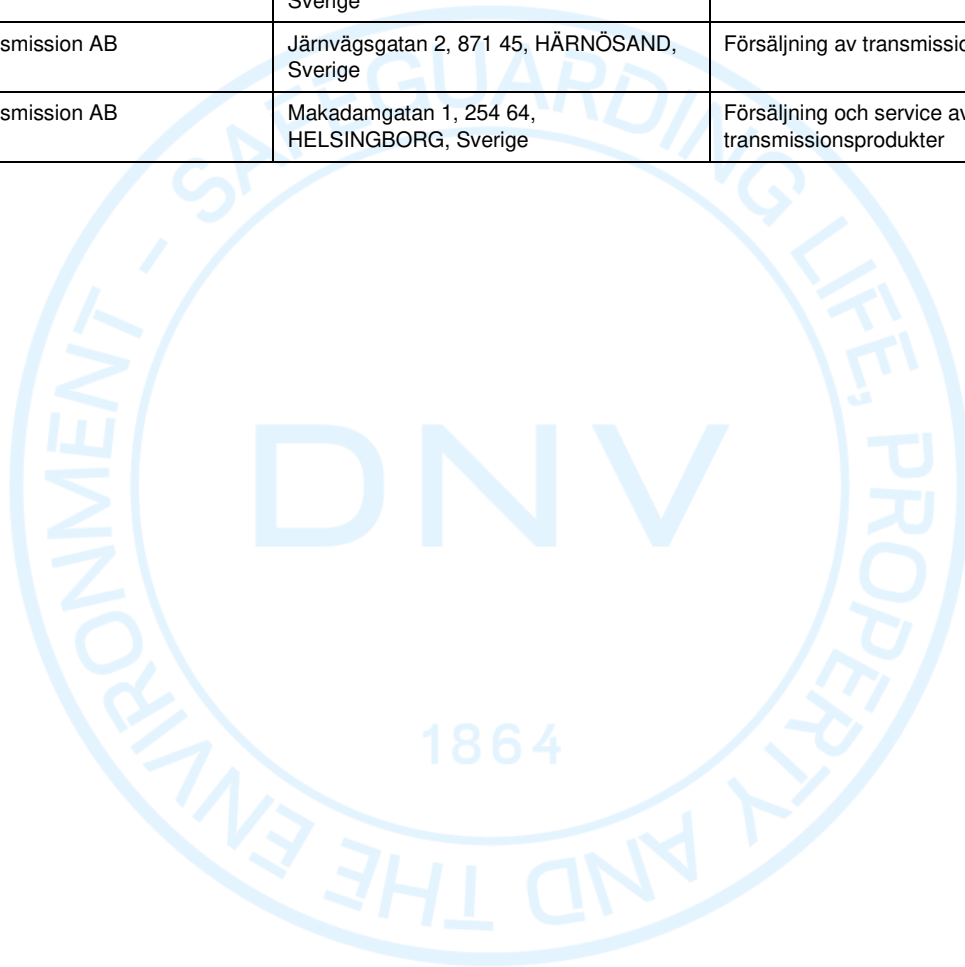 Sverige
smission AB
Järnvägsgatan 2, 871 45, HÄRNÖSAND,
Sverige
Försäljning av transmissio
smission AB
Makadamgatan 1, 254 64,
HELSINGBORG, Sverige
Försäljning och service av
transmissionsprodukter
SAFEGUARDING LIFE, PROPERTY AND THE ENVIRONMENT -
DNV
1864